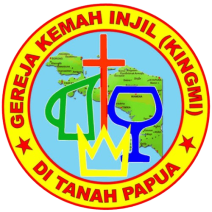 GEREJA KEMAH INJIL (KINGMI)
DI TANAH PAPUA